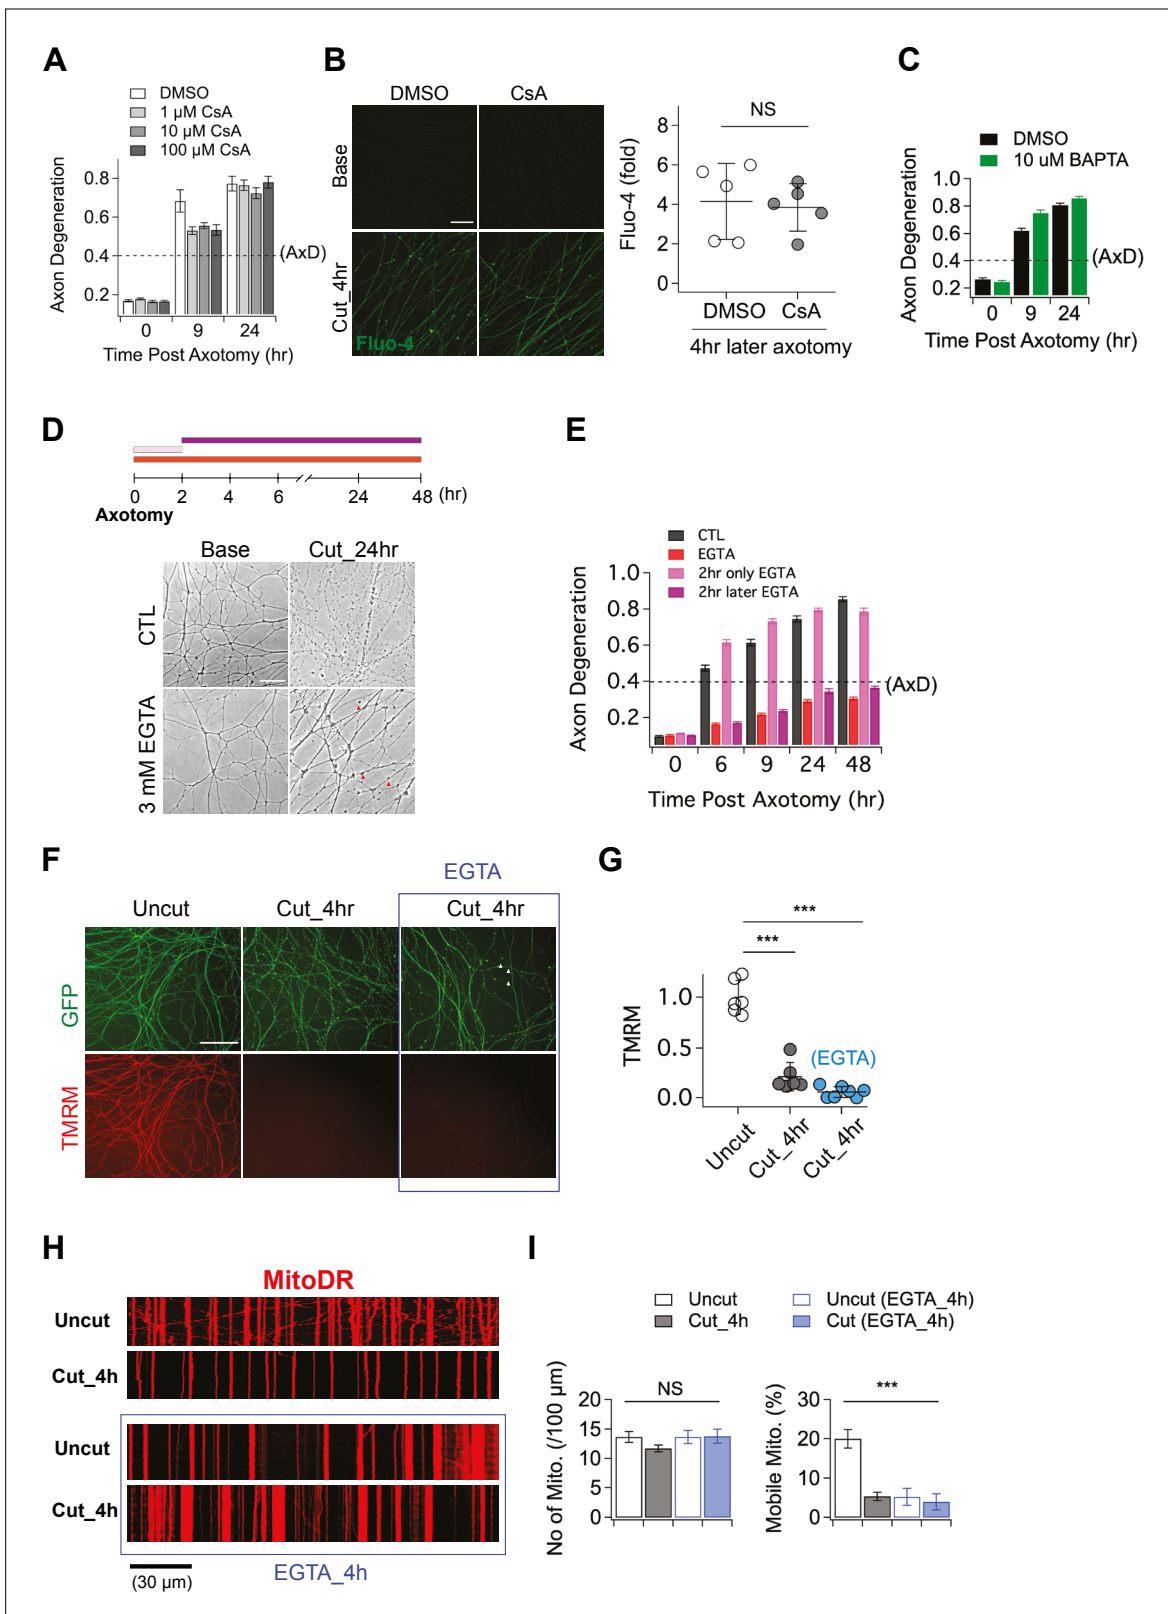 A
DMSO
1 µM CsA
10 µM CsA
100 µM CsA
Axon Degeneration
0.8
0.6
0.4
0.2
(AxD)
0 9 24
Time Post Axotomy (hr)
B
DMSO CsA
Base
Cut_4hr
Fluo-4
NS
Fluo-4 (fold)
8
6
4
2
0
DMSO CsA
4hr later axotomy
C
DMSO
10 uM BAPTA
Axon Degeneration
1.0
0.8
0.6
0.4
0.2
(AxD)
0 9 24
Time Post Axotomy (hr)
D
0 2 4 6 24 48 (hr)
Axotomy
Base Cut_24hr
CTL
3 mM EGTA
E
CTL
EGTA
2hr only EGTA
2hr later EGTA
Axon Degeneration
1.0
0.8
0.6
0.4
0.2
(AxD)
0 6 9 24 48
Time Post Axotomy (hr)
F
EGTA
Uncut Cut_4hr Cut_4hr
GFP
TMRM
G
***
***
TMRM
1.0
0.5
0.0
(EGTA)
Uncut Cut_4hr Cut_4hr
H
MitoDR
Uncut
Cut_4h
Uncut
Cut_4h
(30 µm)
EGTA_4h
I
Uncut Uncut (EGTA_4h)
Cut_4h Cut (EGTA_4h)
No of Mito. (/100 µm)
20
15
10
5
0
NS
Mobile Mito. (%)
30
20
10
0
***